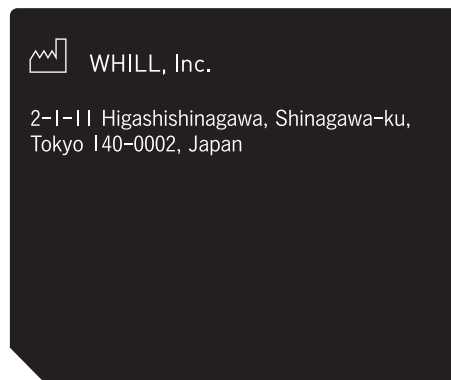 WHILL, Inc.
2-1-11 Higashishinagawa, Shinagawa-ku,
Tokyo 140-0002, Japan